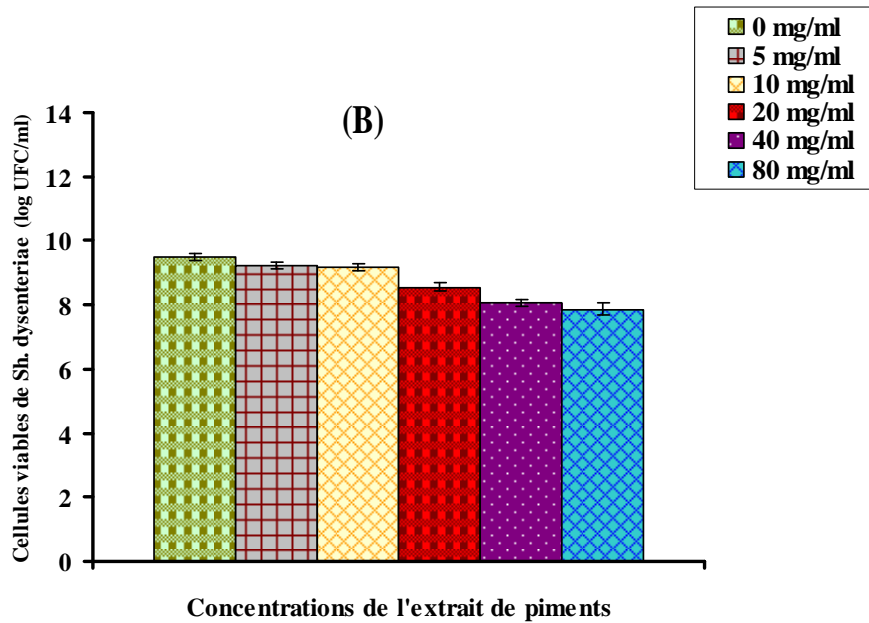 0 mg/ml
5 mg/ml
10 mg/ml
20 mg/ml
40 mg/ml
80 mg/ml
(B)
14
12
10
8
6
4
2
0
Cellules viables de Sh. dysenteriae (log UFC/ml)
Concentrations de l'extrait de piments